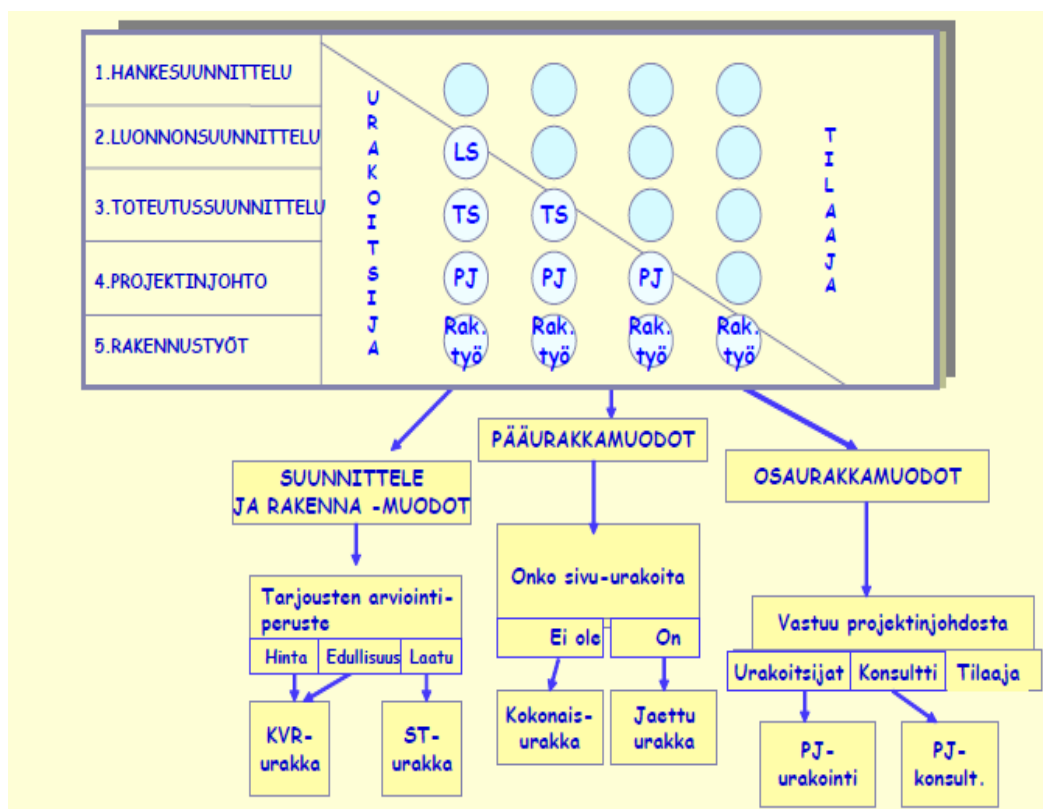 1.HANKESUUNNITTELU
2.LUONNONSUUNNITTELU
3.TOTEUTUSSUUNNITTELU
4.PROJEKTINJOHTO
5.RAKENNUSTYÖT
URAKOITSIJA
LS
TS TS
PJ PJ PJ
Rak. Rak. Rak. Rak.
työ työ työ työ
TILAAJA
SUUNNITTELE
JA RAKENNA -MUODOT
PÄÄURAKKAMUODOT
OSAURAKKAMUODOT
Tarjousten arviointi-
peruste
Hinta Edullisuus Laatu
KVR-
urakka
ST-
urakka
Onko sivu-urakoita
Ei ole On
Kokonais-
urakka
Jaettu
urakka
Vastuu projektinjohdosta
Urakoitsijat Konsultti Tilaaja
PJ-
urakointi
PJ-
konsult.